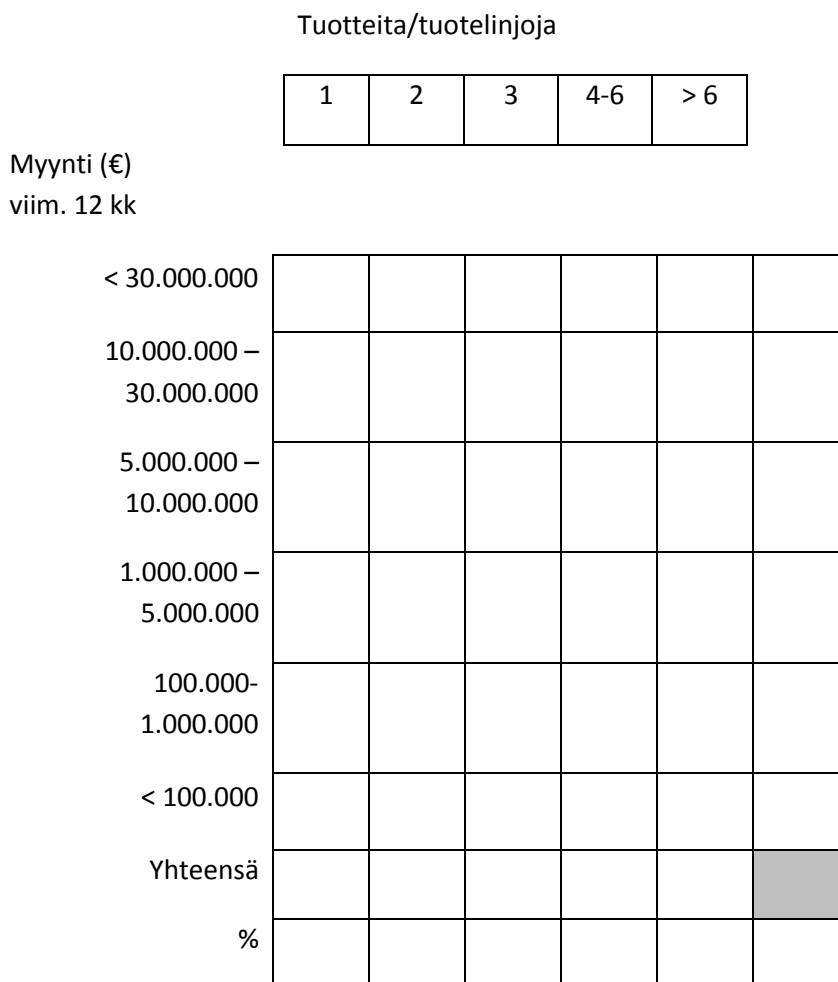 Tuotteita/tuotelinjoja
1 2 3 4-6 > 6
Myynti (€)
viim. 12 kk
< 30.000.000
10.000.000 –
30.000.000
5.000.000 –
10.000.000
1.000.000 –
5.000.000
100.000-
1.000.000
< 100.000
Yhteensä
%